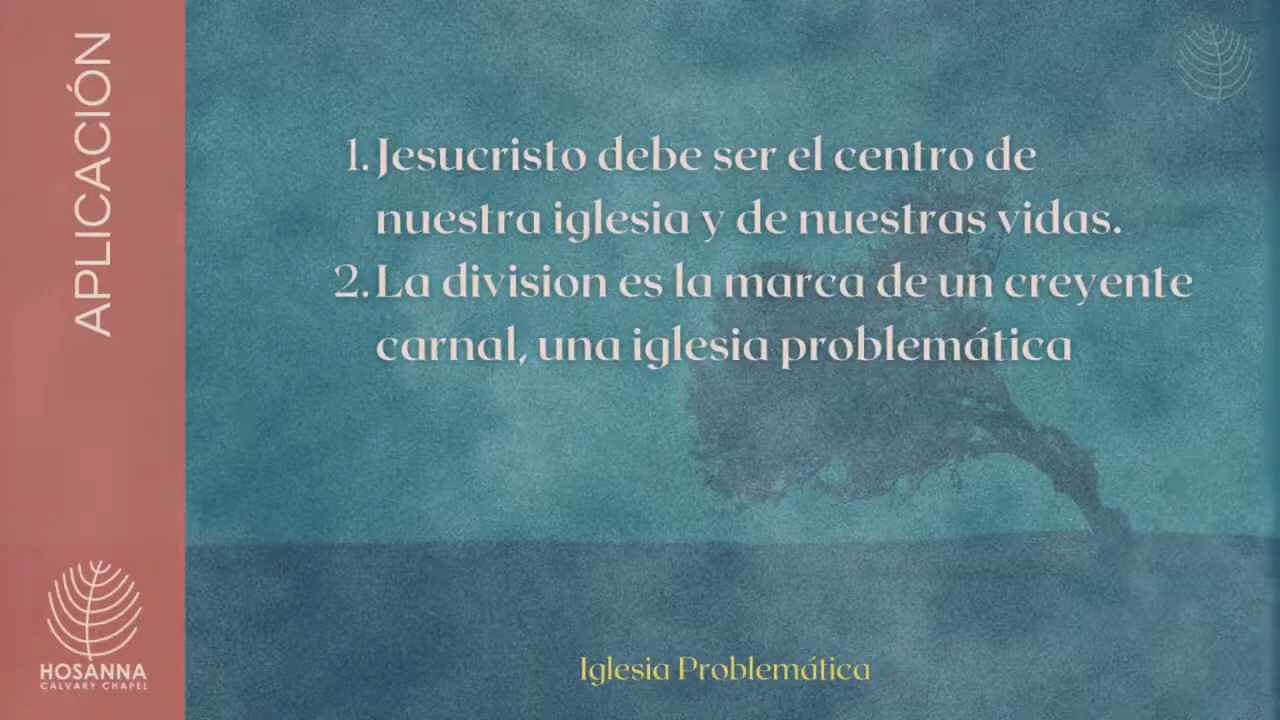 APLICACIÓN
1. Jesucristo debe ser el centro de
nuestra iglesia y de nuestras vidas.
2. La division es la marca de un creyente
carnal, una iglesia problemática
HOSANNA
CALVARY CHAPEL
Iglesia Problemática